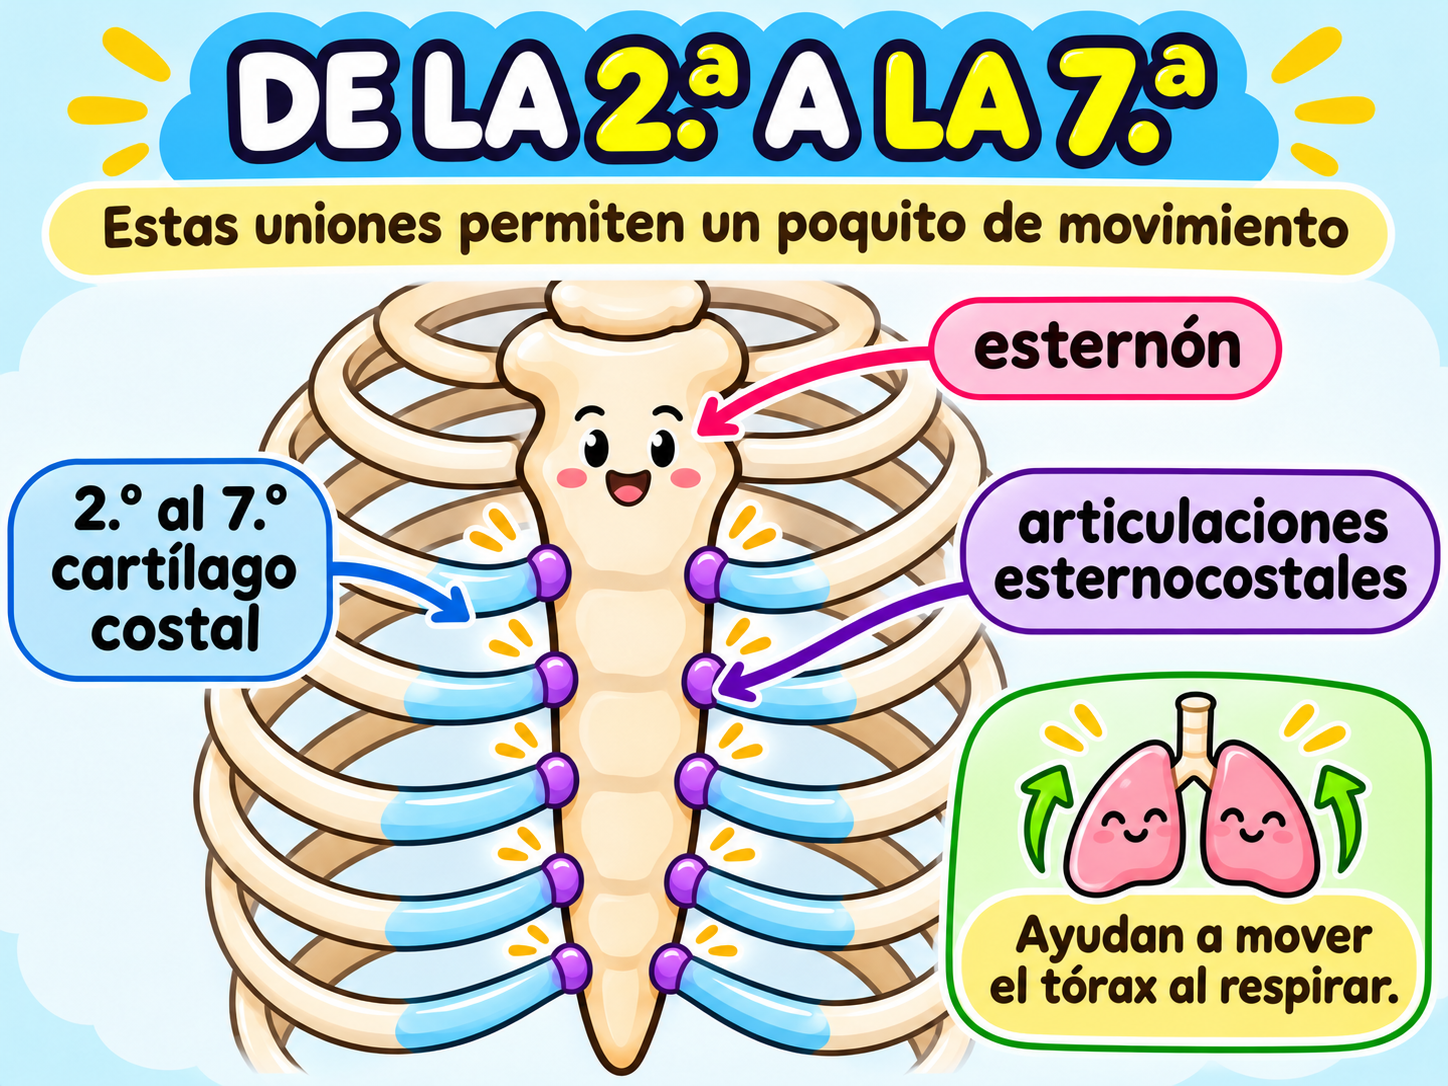 DE LA 2.ª A LA 7.ª
Estas uniones permiten un poquito de movimiento
esternón
2.º al 7.º
cartílago
costal
articulaciones
esternocostales
Ayudan a mover
el tórax al respirar.